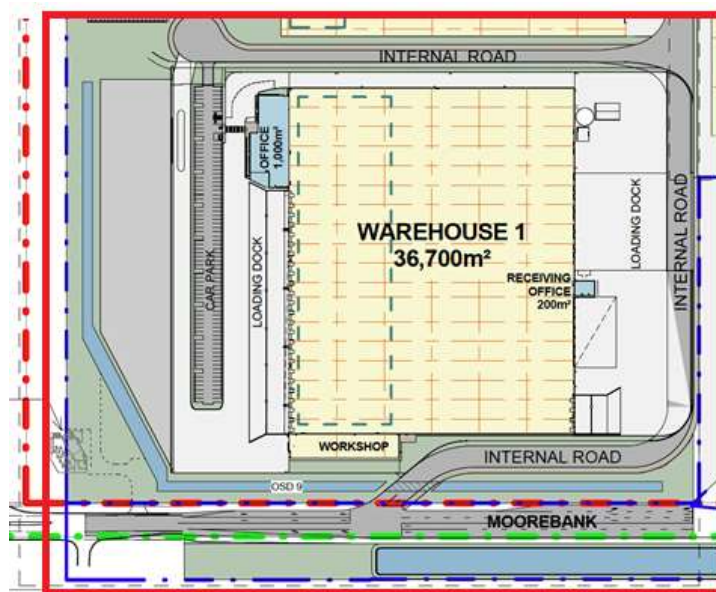 INTERNAL ROAD
OFFICE
1,000m²
CAR PARK
LOADING DOCK
WAREHOUSE 1
36,700m²
RECEIVING
OFFICE
200m²
LOADING DOCK
INTERNAL ROAD
WORKSHOP
INTERNAL ROAD
OSD 9
MOOREBANK